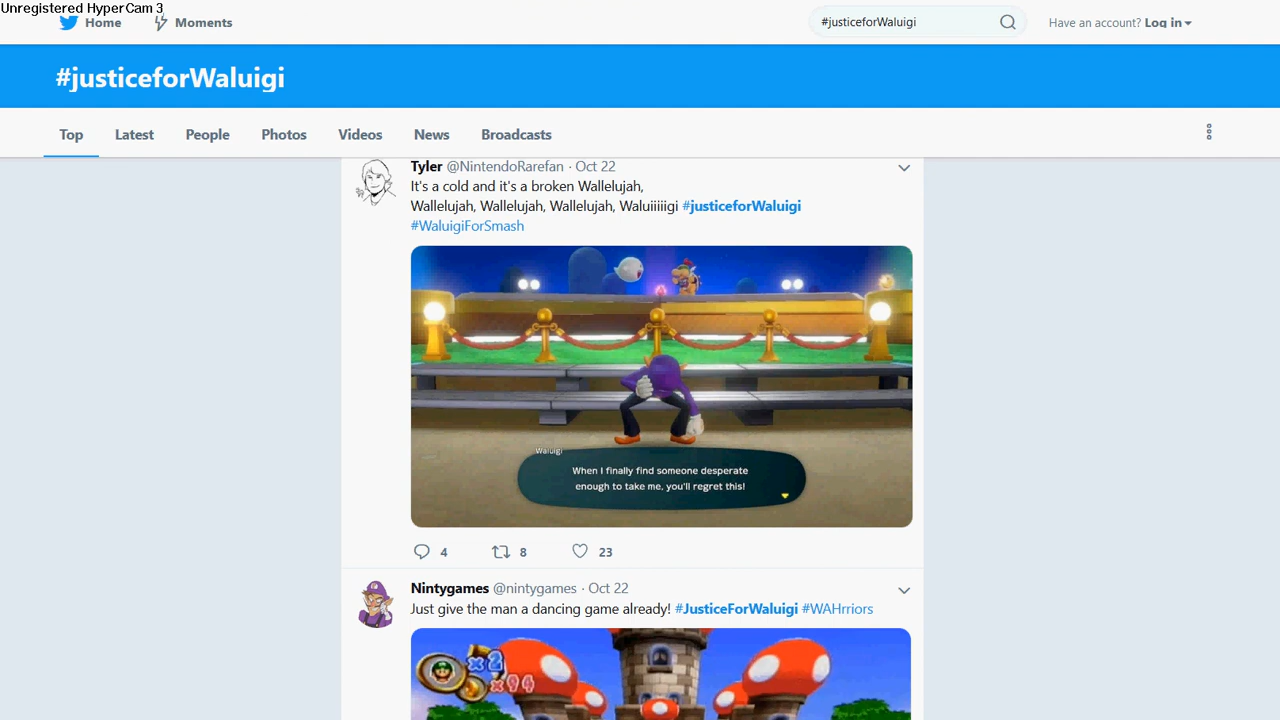 Unregistered HyperCam 3
Home
Moments
#justiceforWaluigi
Have an account? Log in
#justiceforWaluigi
Top
Latest
People
Photos
Videos
News
Broadcasts
Tyler @NintendoRarefan · Oct 22
It's a cold and it's a broken Wallelujah,
Wallelujah, Wallelujah, Wallelujah, Waluiiiiigi #justiceforWaluigi
#WaluigiForSmash
Waluigi
When I finally find someone desperate
enough to take me, you'll regret this!
4
8
23
Nintygames @nintygames · Oct 22
Just give the man a dancing game already! #JusticeForWaluigi #WAHrriors
x 2
x 94